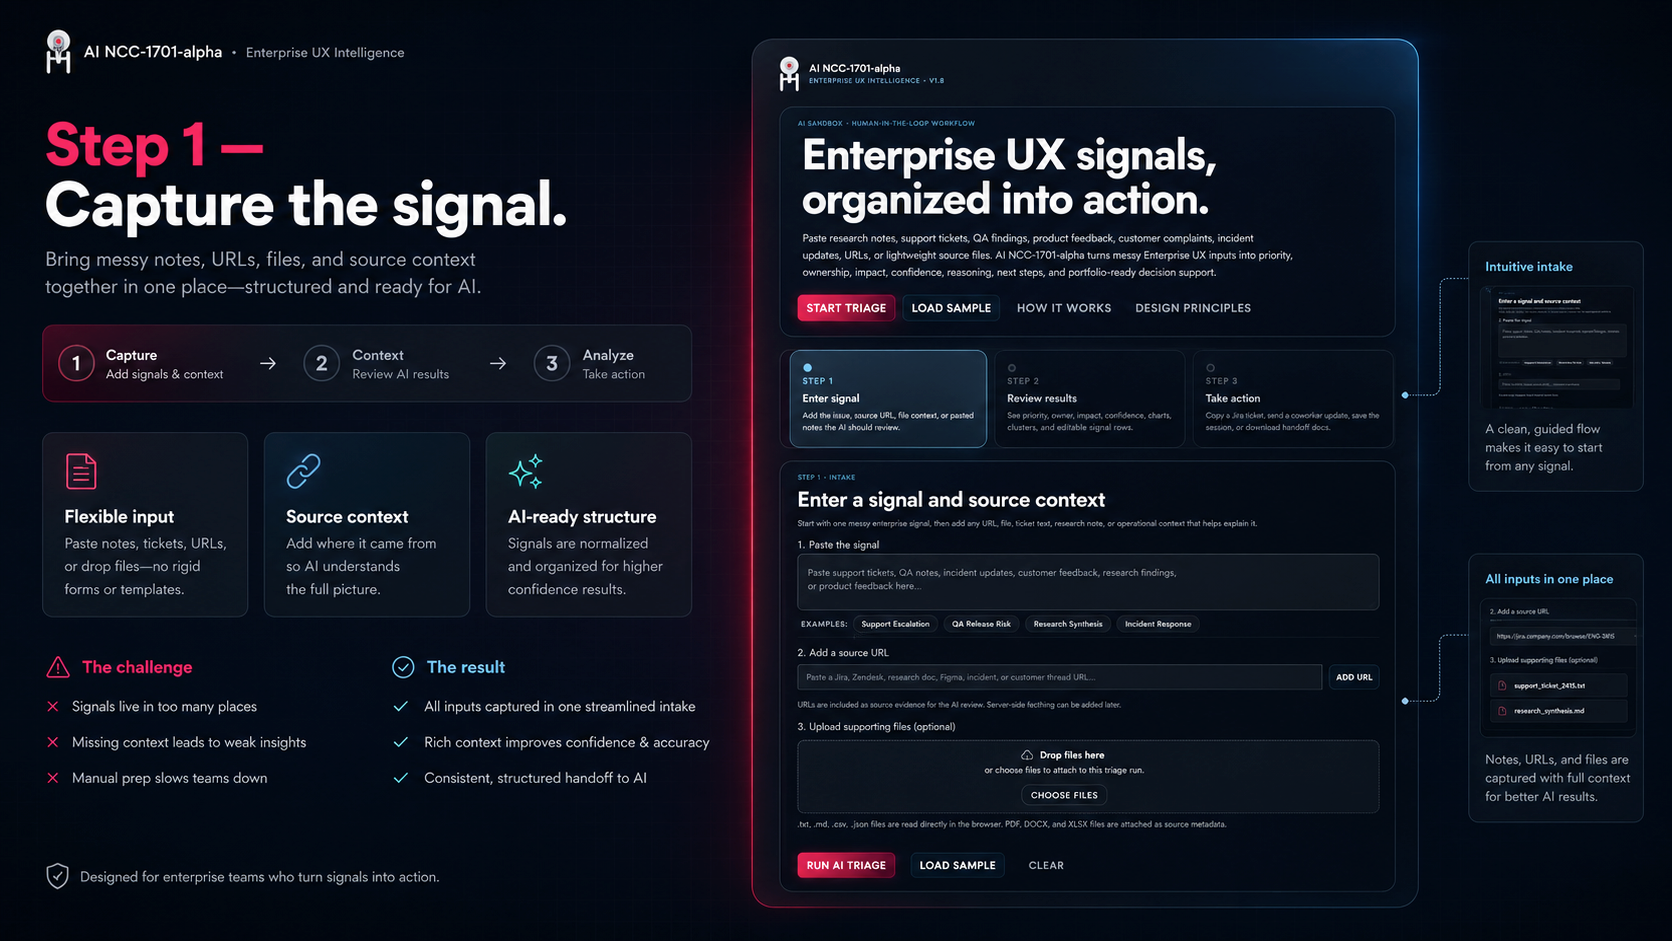 AI NCC-1701-alpha • Enterprise UX Intelligence
Step 1 —
Capture the signal.
Bring messy notes, URLs, files, and source context
together in one place—structured and ready for AI.
1 Capture
Add signals & context
→
2 Context
Review AI results
→
3 Analyze
Take action
Flexible input
Paste notes, tickets, URLs,
or drop files—no rigid
forms or templates.
Source context
Add where it came from
so AI understands
the full picture.
AI-ready structure
Signals are normalized
and organized for higher
confidence results.
The challenge
Signals live in too many places
Missing context leads to weak insights
Manual prep slows teams down
The result
All inputs captured in one streamlined intake
Rich context improves confidence & accuracy
Consistent, structured handoff to AI
Designed for enterprise teams who turn signals into action.
AI NCC-1701-alpha
ENTERPRISE UX INTELLIGENCE • V1.8
AI SANDBOX • HUMAN-IN-THE-LOOP WORKFLOW
Enterprise UX signals,
organized into action.
Paste research notes, support tickets, QA findings, product feedback, customer complaints, incident
updates, URLs, or lightweight source files. AI NCC-1701-alpha turns messy Enterprise UX inputs into priority,
ownership, impact, confidence, reasoning, next steps, and portfolio-ready decision support.
START TRIAGE LOAD SAMPLE HOW IT WORKS DESIGN PRINCIPLES
STEP 1
Enter signal
Add the issue, source URL, file context, or pasted
notes the AI should review.
STEP 2
Review results
See priority, owner, impact, confidence, charts,
clusters, and editable signal rows.
STEP 3
Take action
Copy a Jira ticket, send a coworker update, save the
session, or download handoff docs.
STEP 1 • INTAKE
Enter a signal and source context
Start with one messy enterprise signal, then add any URL, file, ticket text, research note, or operational context that helps explain it.
1. Paste the signal
Paste support tickets, QA notes, incident updates, customer feedback, research findings,
or product feedback here...
EXAMPLES: Support Escalation QA Release Risk Research Synthesis Incident Response
2. Add a source URL
Paste a Jira, Zendesk, research doc, Figma, incident, or customer thread URL...
ADD URL
URLs are included as source evidence for the AI review. Server-side fecthing can be added later.
3. Upload supporting files (optional)
Drop files here
or choose files to attach to this triage run.
CHOOSE FILES
.txt, .md, .csv, .json files are read directly in the browser. PDF, DOCX, and XLSX files are attached as source metadata.
RUN AI TRIAGE LOAD SAMPLE CLEAR
Intuitive intake
Enter a signal and source context
A clean, guided flow
makes it easy to start
from any signal.
All inputs in one place
2. Add a source URL
3. Upload supporting files (optional)
support_ticket_2415.txt
research_synthesis.md
Notes, URLs, and files are
captured with full context
for better AI results.